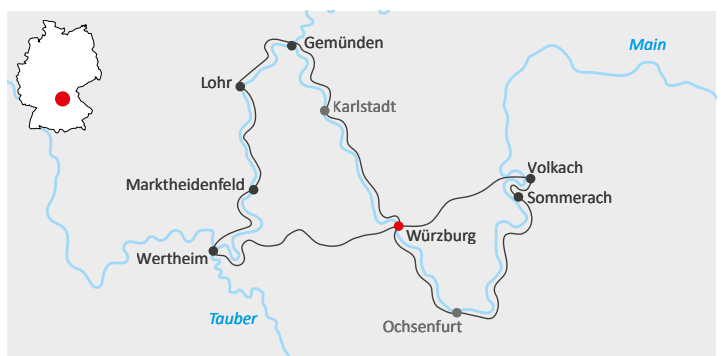 Gemünden
Main
Lohr
Karlstadt
Volkach
Marktheidenfeld
Sommerach
Würzburg
Wertheim
Tauber
Ochsenfurt